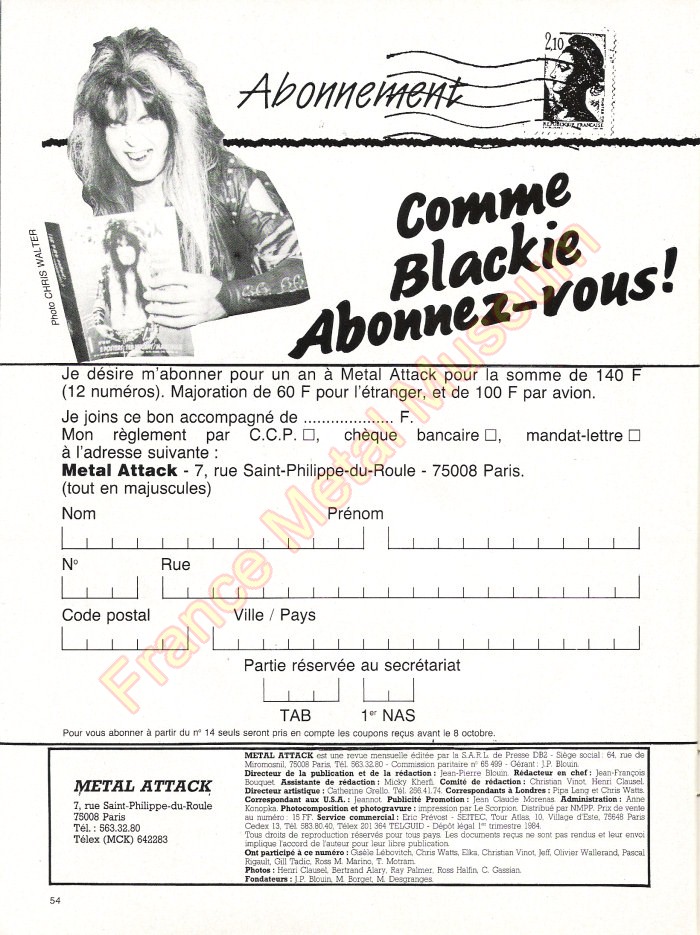 Abonnement
2,10
REPUBLIQUE FRANÇAISE
Photo CHRIS WALTER
Comme
Blackie
Abonnez-vous!
Je désire m'abonner pour un an à Metal Attack pour la somme de 140 F
(12 numéros). Majoration de 60 F pour l'étranger, et de 100 F par avion.
Je joins ce bon accompagné de .................... F.
Mon règlement par C.C.P. □, chèque bancaire □, mandat-lettre □
à l'adresse suivante :
Metal Attack - 7, rue Saint-Philippe-du-Roule - 75008 Paris.
(tout en majuscules)
Nom Prénom
N° Rue
Code postal Ville / Pays
Partie réservée au secrétariat
TAB 1er NAS
Pour vous abonner à partir du n° 14 seuls seront pris en compte les coupons reçus avant le 8 octobre.
METAL ATTACK
7, rue Saint-Philippe-du-Roule
75008 Paris
Tél. : 563.32.80
Télex (MCK) 642283
METAL ATTACK est une revue mensuelle éditée par la S.A.R.L. de Presse DB2 - Siège social : 64, rue de
Miromosnil, 75008 Paris, Tél. 563.32.80 - Commission paritaire n° 65 499 - Gérant : J.P. Blouin.
Directeur de la publication et de la rédaction : Jean-Pierre Blouin. Rédacteur en chef : Jean-François
Bouquet. Assistante de rédaction : Micky Kherfi. Comité de rédaction : Christian Vinot, Henri Clausel.
Directeur artistique : Catherine Grello. Tél. 256.41.74. Correspondants à Londres : Pipa Lang et Chris Watts.
Correspondant aux U.S.A. : Jeannot. Publicité Promotion : Jean Claude Morenas. Administration : Anne
Konopka. Photocomposition et photogravure : impression par Le Scorpion. Distribué par NMPP. Prix de vente
au numéro : 15 FF. Service commercial : Eric Prévost - SEITEC, Tour Atlas. 10, Village d'Este, 75648 Paris
Cedex 13, Tél. 583.80.40, Télex 201 364 TELGUID - Dépôt légal 1er trimestre 1984.
Tous droits de reproduction réservés pour tous pays. Les documents reçus ne sont pas rendus et leur envoi
implique l'accord de l'auteur pour leur libre publication.
Ont participé à ce numéro : Gisèle Lébovitch, Chris Watts, Elka, Christian Vinot, Jeff, Olivier Wallerand, Pascal
Rigault, Gill Tadic, Ross M. Marino, T. Motram.
Photos : Henri Clausel, Bertrand Alary, Ray Palmer, Ross Halfin, C. Gassian.
Fondateurs : J.P. Blouin, M. Borget, M. Desgranges.
54
France Metal Museum